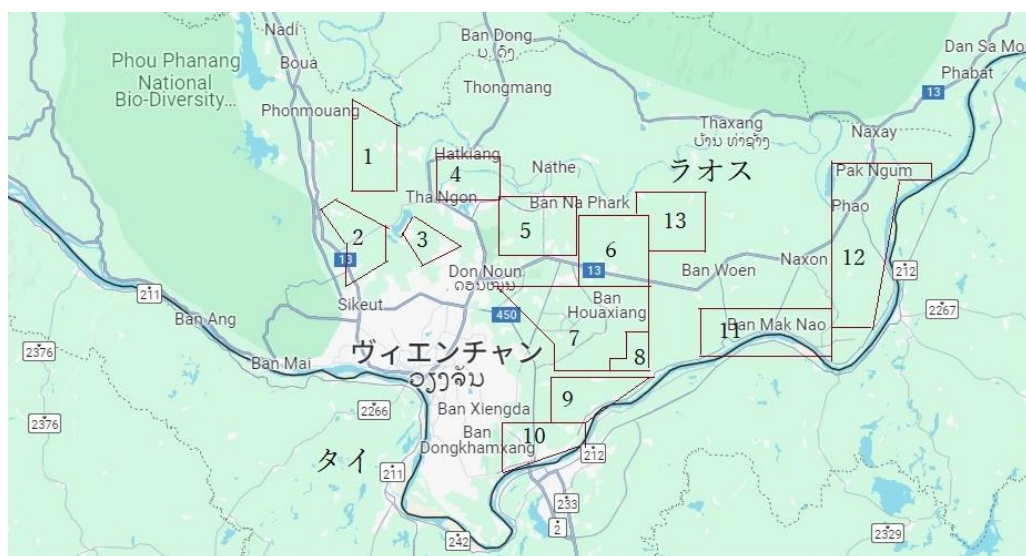 Nadi
Ban Dong
ບ. ດົງ
Dan Sa Mo
Phou Phanang
National
Bio-Diversity...
Boua
Phabat
Thongmang
13
Phonmouang
Thaxang
ບ້ານ ທ່າຊ້າງ
Naxay
1
Hatkiang
4
Nathe
ラオス
Pak Ngum
Tha Ngon
Ban Na Phark
Phao
13
2
3
5
6
12
13
Don Noun
ດອນໜູນ
13
Ban Woen
Naxon
212
211
Sikeut
Ban
Houaxiang
450
2267
Ban Ang
7
11
Ban Mak Nao
2376
ヴィエンチャン
ວຽງຈັນ
8
Ban Mai
9
2266
Ban Xiengda
2376
10
Ban
Dongkhamxang
212
タイ
211
233
2
242
2329